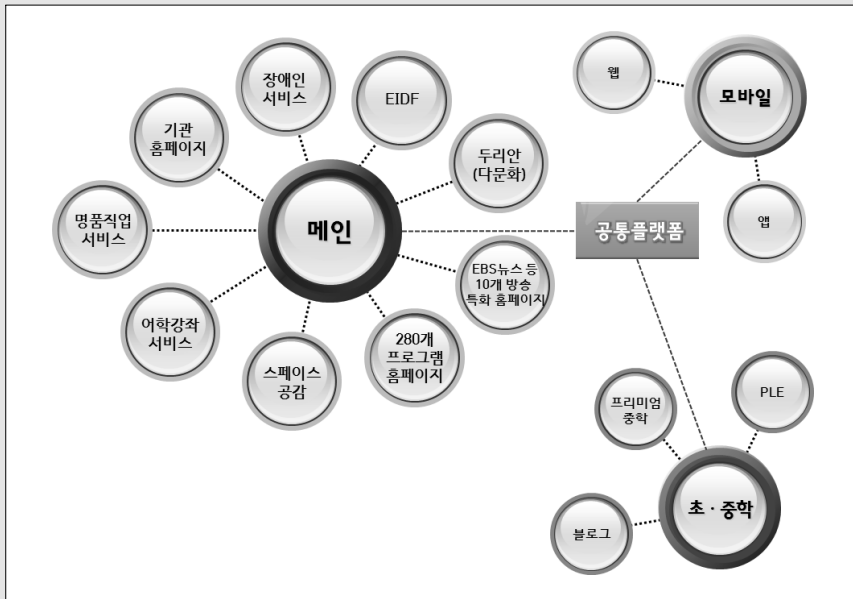 장애인
서비스
EIDF
기관
홈페이지
두리안
(다문화)
명품직업
서비스
메인
EBS뉴스 등
10개 방송
특화 홈페이지
어학강좌
서비스
280개
프로그램
홈페이지
스페이스
공감
웹
모바일
앱
공통플랫폼
프리미엄
중학
PLE
초 · 중학
블로그